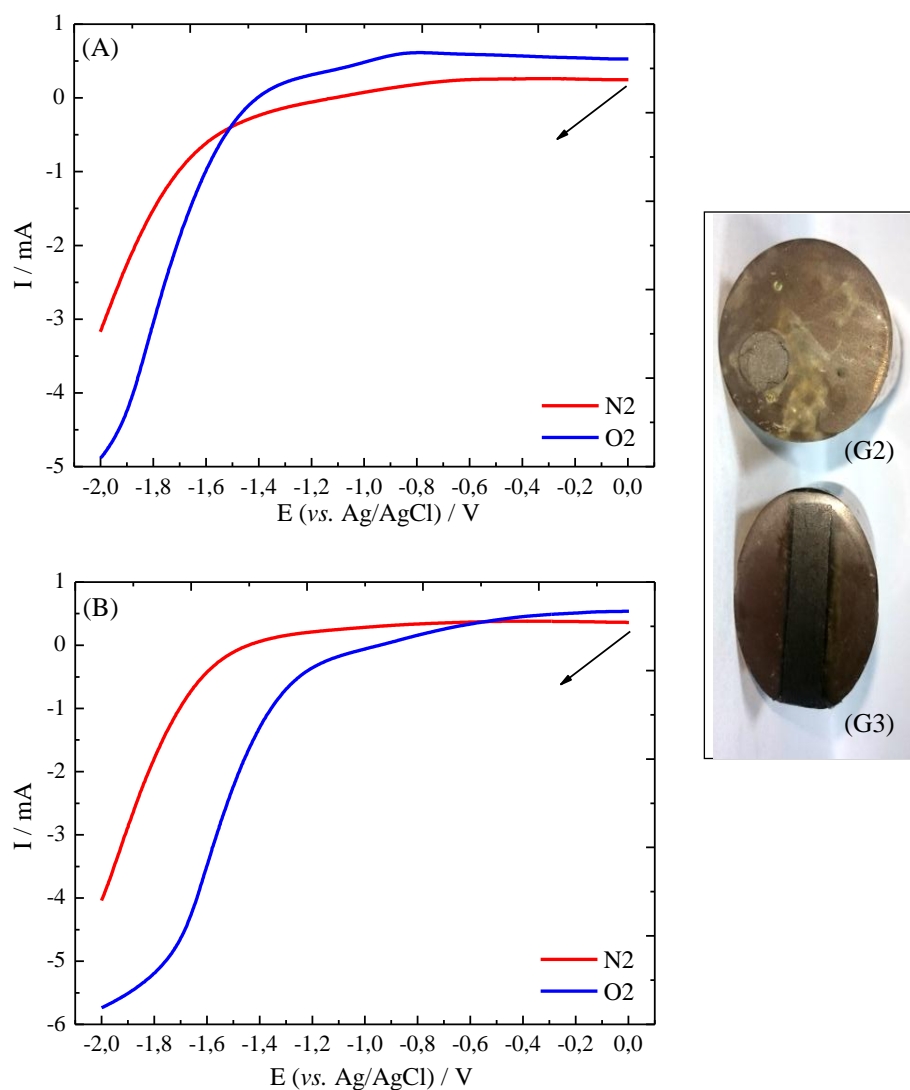 (A)
1
0
-1
-2
-3
-4
-5
I / mA
N2
O2
-2,0 -1,8 -1,6 -1,4 -1,2 -1,0 -0,8 -0,6 -0,4 -0,2 0,0
E (vs. Ag/AgCl) / V
(B)
1
0
-1
-2
-3
-4
-5
-6
I / mA
N2
O2
-2,0 -1,8 -1,6 -1,4 -1,2 -1,0 -0,8 -0,6 -0,4 -0,2 0,0
E (vs. Ag/AgCl) / V
(G2)
(G3)